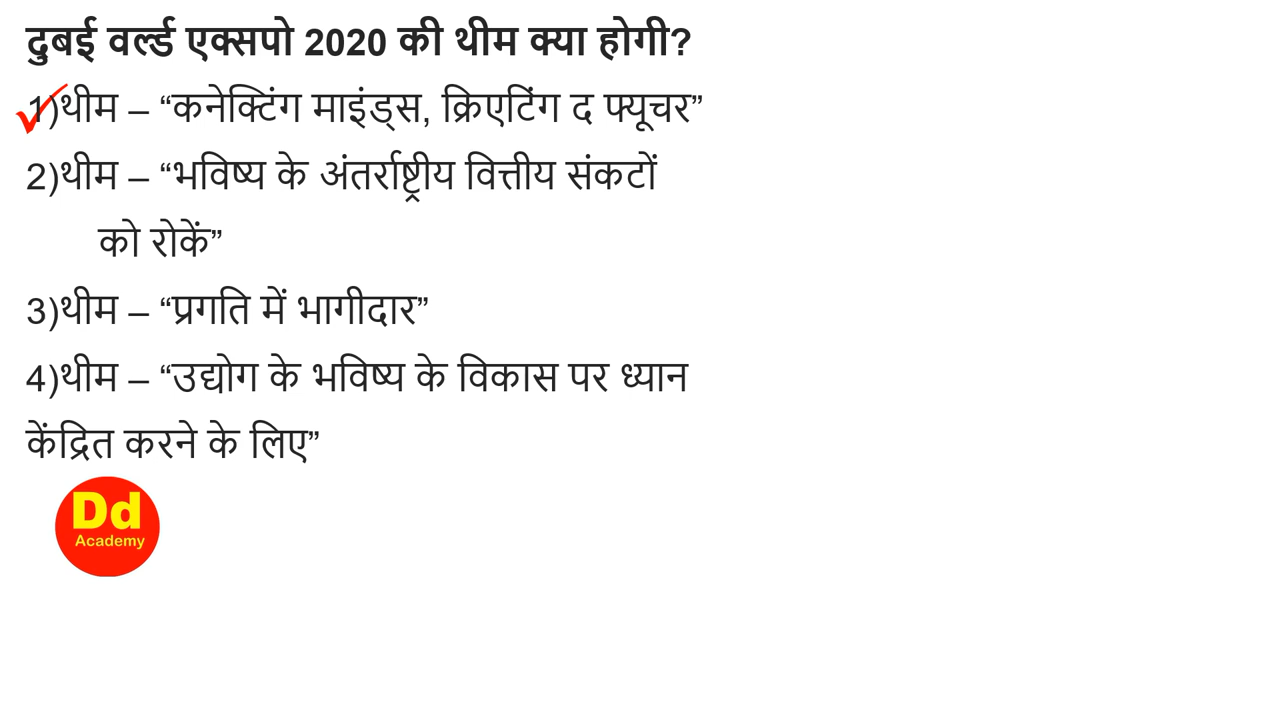 दुबई वर्ल्ड एक्सपो 2020 की थीम क्या होगी?
1)थीम – “कनेक्टिंग माइंड्स, क्रिएटिंग द फ्यूचर”
2)थीम – “भविष्य के अंतर्राष्ट्रीय वित्तीय संकटों
को रोकें”
3)थीम – “प्रगति में भागीदार”
4)थीम – “उद्योग के भविष्य के विकास पर ध्यान
केंद्रित करने के लिए”
Dd
Academy